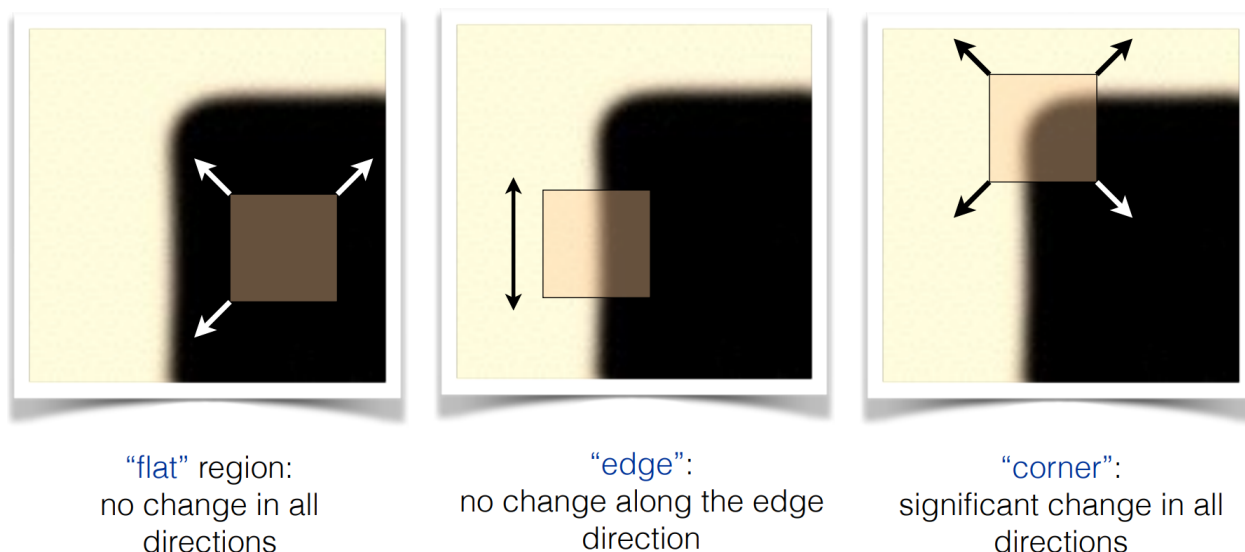 “flat” region:
no change in all
directions
“edge”:
no change along the edge
direction
“corner”:
significant change in all
directions